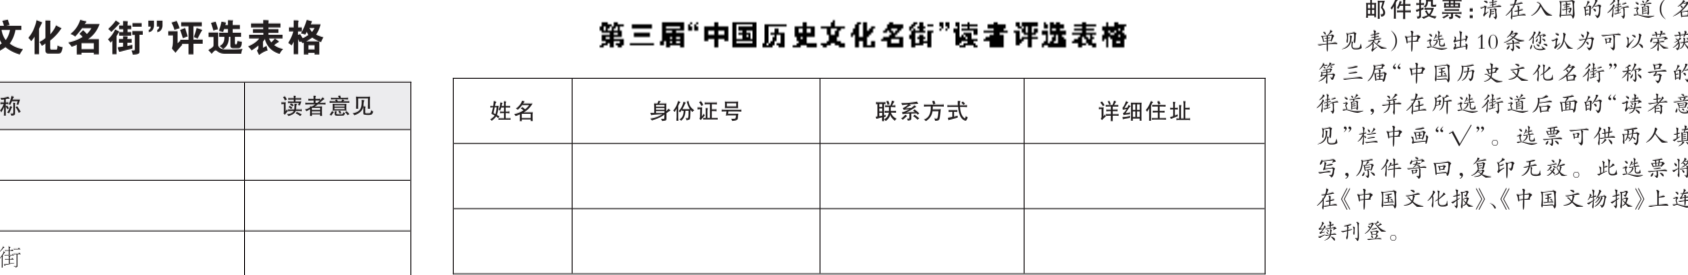 文化名街”评选表格
称
读者意见
街
第三届“中国历史文化名街”读者评选表格
姓名
身份证号
联系方式
详细住址
邮件投票:请在入围的街道(名
单见表)中选出10条您认为可以荣获
第三届“中国历史文化名街”称号的
街道,并在所选街道后面的“读者意
见”栏中画“√”。选票可供两人填
写,原件寄回,复印无效。此选票将
在《中国文化报》、《中国文物报》上连
续刊登。